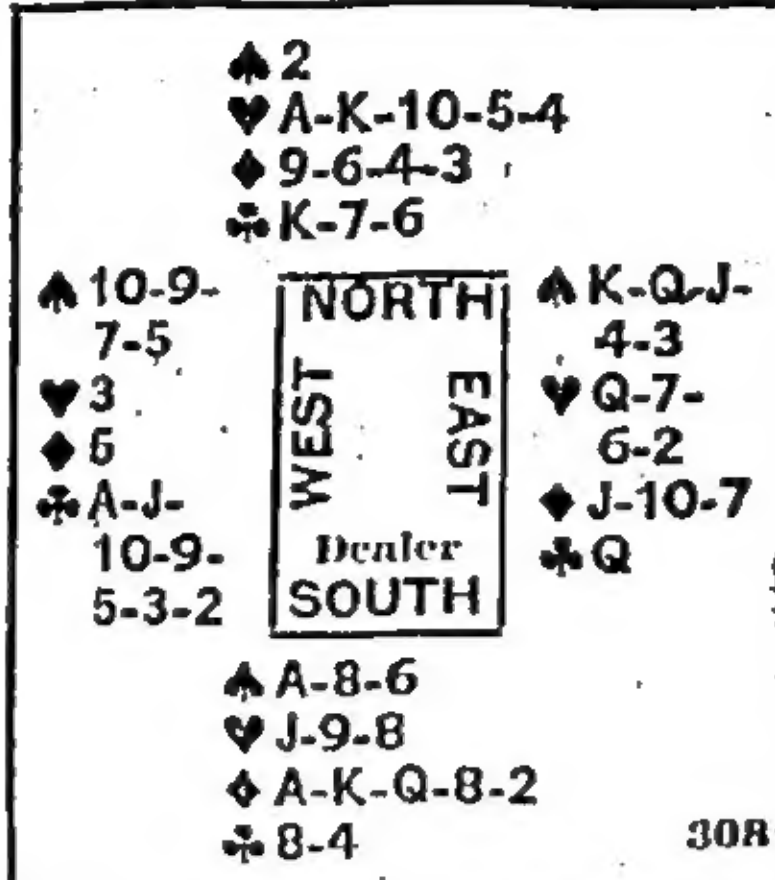 ♠ 2
♥ A-K-10-5-4
♦ 9-6-4-3
♣ K-7-6
♠ 10-9-
7-5
♥ 3
♦ 5
♣ A-J-
10-9-
5-3-2
NORTH
WEST
EAST
Dealer
SOUTH
♠ K-Q-J-
4-3
♥ Q-7-
6-2
♦ J-10-7
♣ Q
♠ A-8-6
♥ J-9-8
♦ A-K-Q-8-2
♣ 8-4